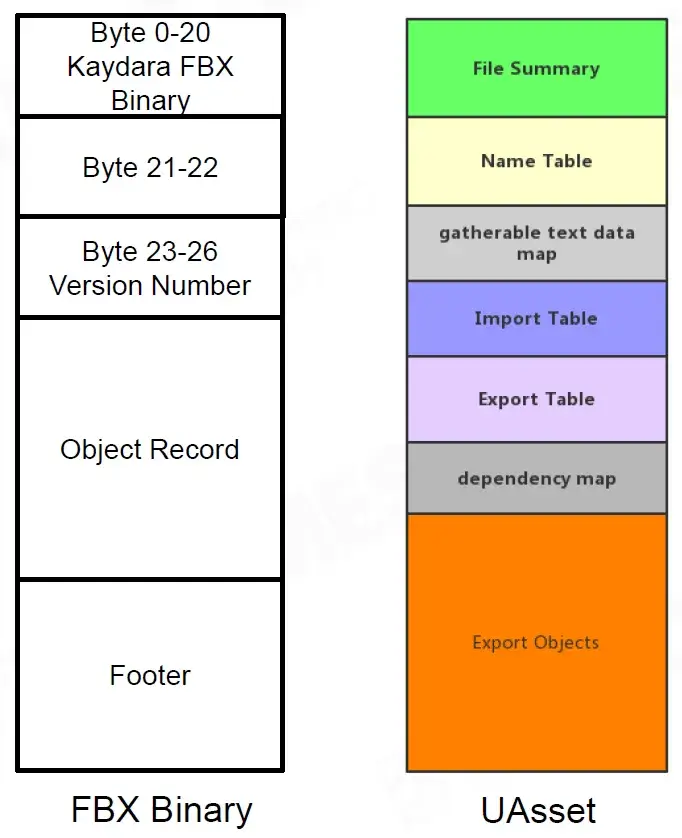 Byte 0-20
Kaydara FBX
Binary
Byte 21-22
Byte 23-26
Version Number
Object Record
Footer
FBX Binary
File Summary
Name Table
gatherable text data
map
Import Table
Export Table
dependency map
Export Objects
UAsset